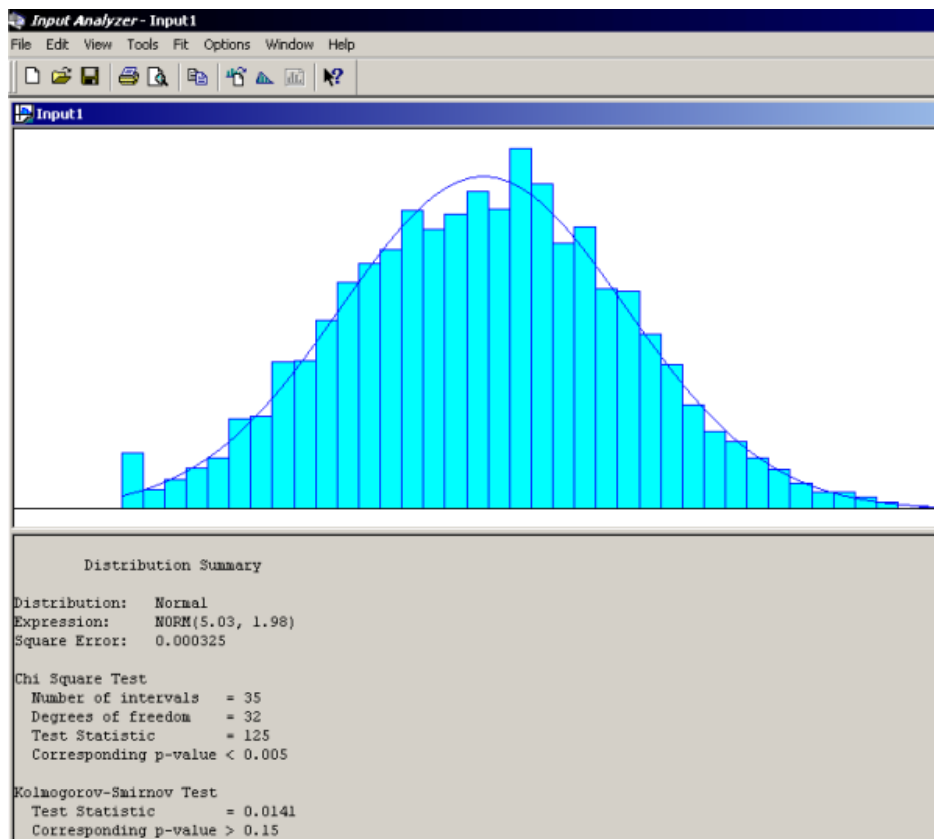 Input Analyzer - Input1
File Edit View Tools Fit Options Window Help
Input1
Distribution Summary
Distribution: Normal
Expression: NORM(5.03, 1.98)
Square Error: 0.000325
Chi Square Test
Number of intervals = 35
Degrees of freedom = 32
Test Statistic = 125
Corresponding p-value < 0.005
Kolmogorov-Smirnov Test
Test Statistic = 0.0141
Corresponding p-value > 0.15